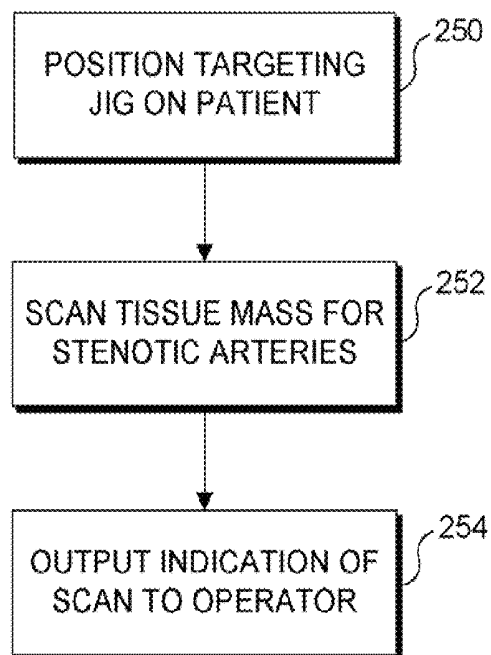 POSITION TARGETING
JIG ON PATIENT
250
SCAN TISSUE MASS FOR
STENOTIC ARTERIES
252
OUTPUT INDICATION OF
SCAN TO OPERATOR
254